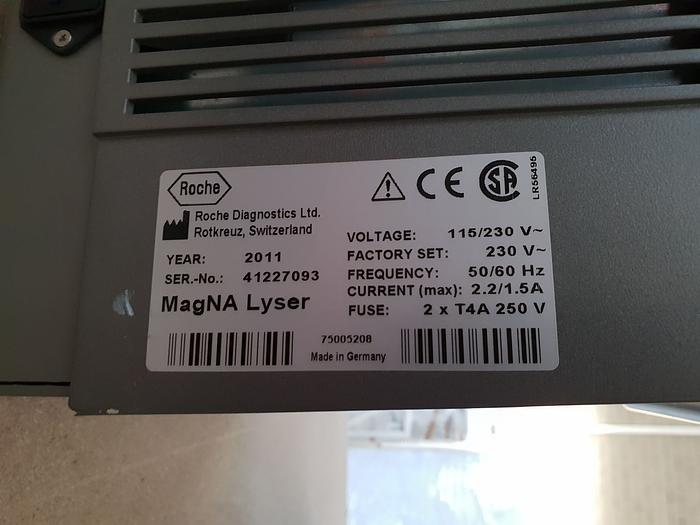 Roche
CE
SA
LR56495
Roche Diagnostics Ltd.
Rotkreuz, Switzerland
YEAR: 2011
SER.-No.: 41227093
MagNA Lyser
VOLTAGE: 115/230 V~
FACTORY SET: 230 V~
FREQUENCY: 50/60 Hz
CURRENT (max): 2.2/1.5A
FUSE: 2 x T4A 250 V
75005208
Made in Germany